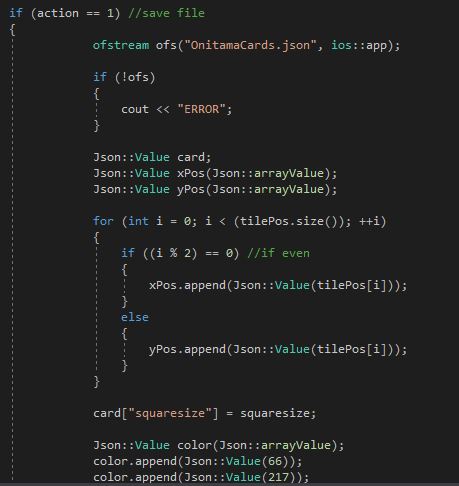 if (action == 1) //save file
{
ofstream ofs("OnitamaCards.json", ios::app);
if (!ofs)
{
cout << "ERROR";
}
Json::Value card;
Json::Value xPos(Json::arrayValue);
Json::Value yPos(Json::arrayValue);
for (int i = 0; i < (tilePos.size()); ++i)
{
if ((i % 2) == 0) //if even
{
xPos.append(Json::Value(tilePos[i]));
}
else
{
yPos.append(Json::Value(tilePos[i]));
}
}
card["squaresize"] = squaresize;
Json::Value color(Json::arrayValue);
color.append(Json::Value(66));
color.append(Json::Value(217));